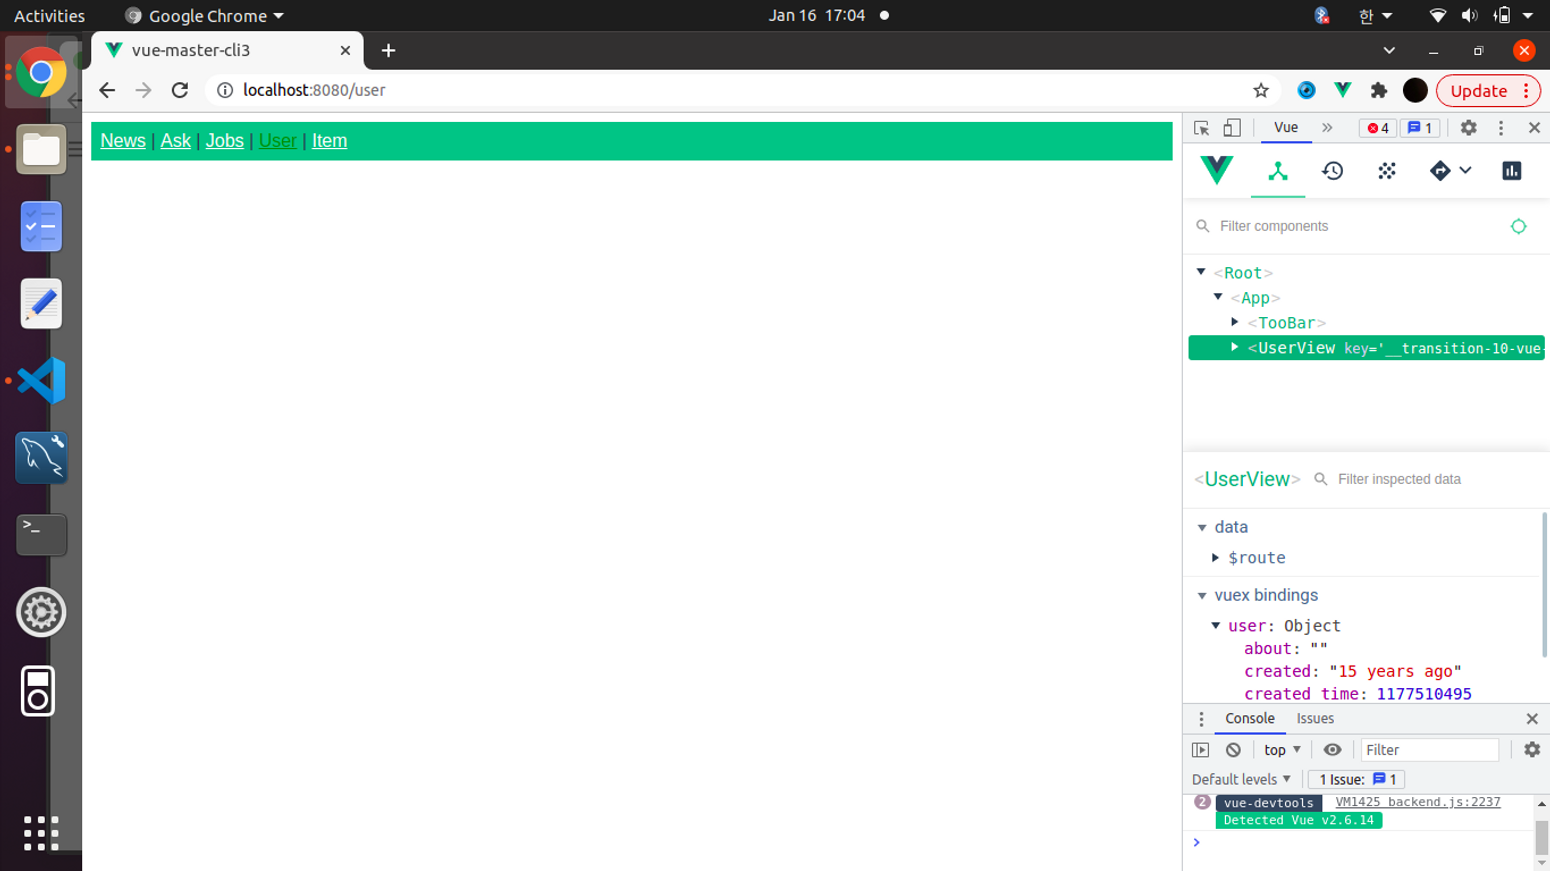 Activities
Google Chrome
Jan 16 17:04
한
vue-master-cli3
localhost:8080/user
Update
News | Ask | Jobs | User | Item
Vue
4
1
Filter components
<Root>
<App>
<TooBar>
<UserView key='__transition-10-vue-
<UserView>
Filter inspected data
data
$route
vuex bindings
user: Object
about: ""
created: "15 years ago"
created_time: 1177510495
Console
Issues
top
Filter
Default levels
1 Issue:
1
2
vue-devtools
VM1425 backend.js:2237
Detected Vue v2.6.14
>